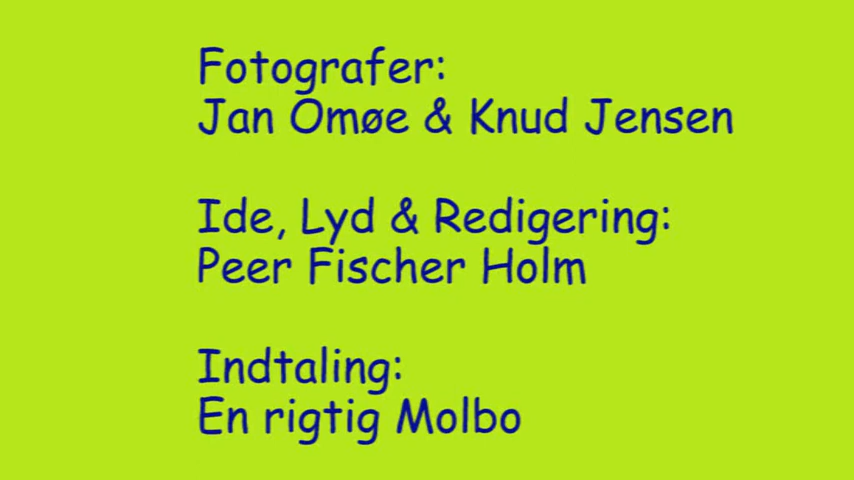 Fotografer:
Jan Omøe & Knud Jensen
Ide, Lyd & Redigering:
Peer Fischer Holm
Indtaling:
En rigtig Molbo